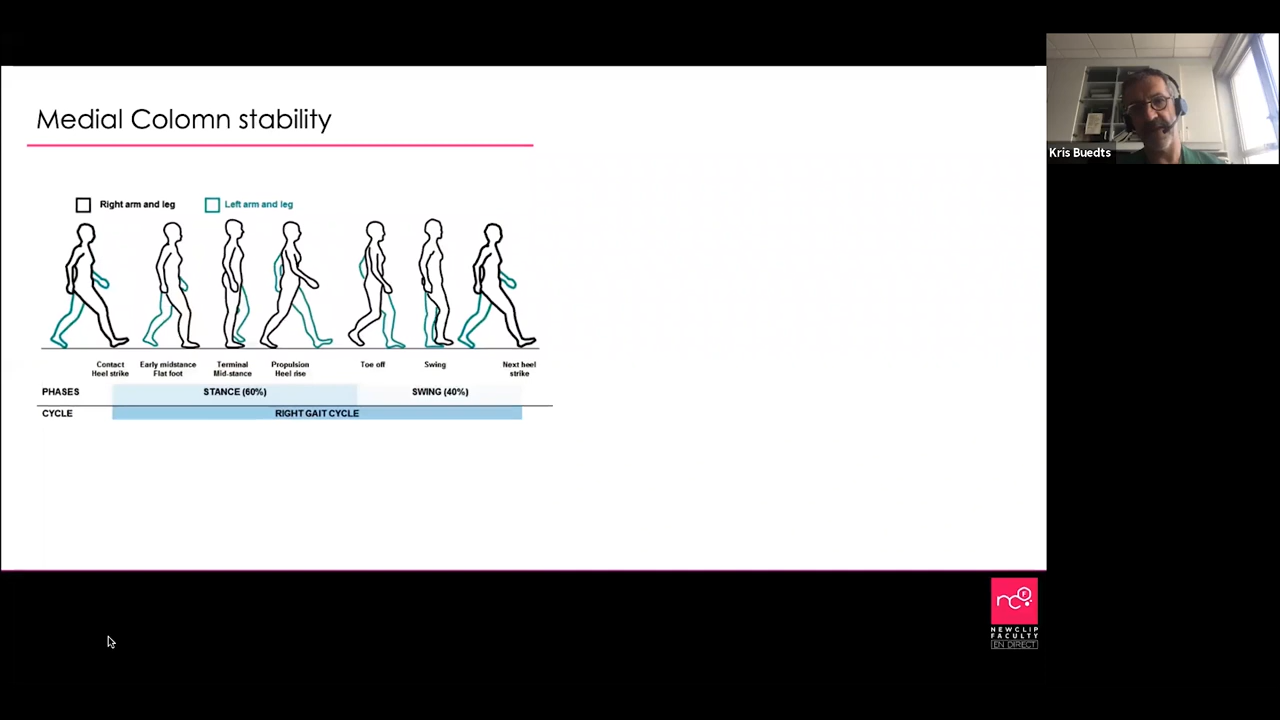 Medial Colomn stability
Kris Buedts
Right arm and leg
Left arm and leg
Contact
Heel strike
Early midstance
Flat foot
Terminal
Mid-stance
Propulsion
Heel rise
Toe off
Swing
Next heel
strike
PHASES
STANCE (60%)
SWING (40%)
CYCLE
RIGHT GAIT CYCLE
NEWCLIP
FACULTY
EN DIRECT